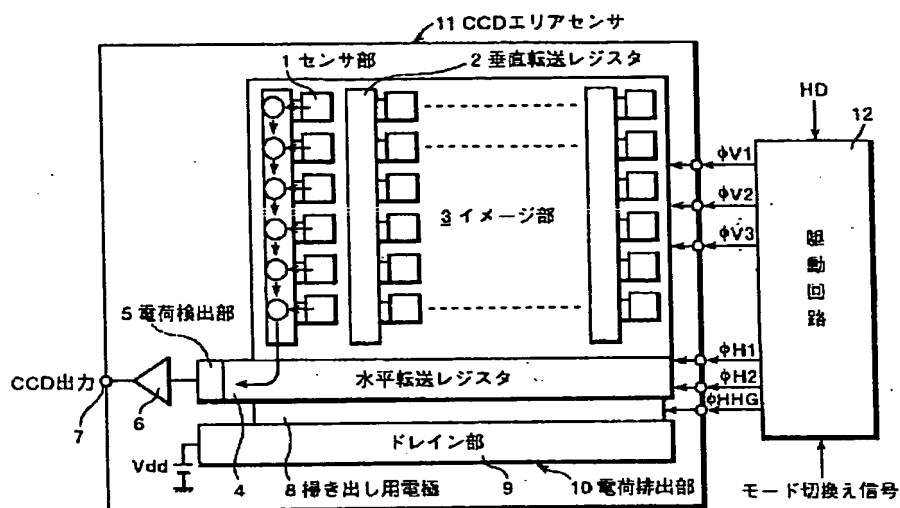 11 CCDエリアセンサ
1 センサ部
2 垂直転送レジスタ
HD
12
φV1
φV2
φV3
3 イメージ部
駆動回路
5 電荷検出部
φH1
φH2
φHHG
CCD出力
水平転送レジスタ
7
6
ドレイン部
Vdd
4
8 掃き出し用電極
9
10 電荷排出部
モード切換え信号